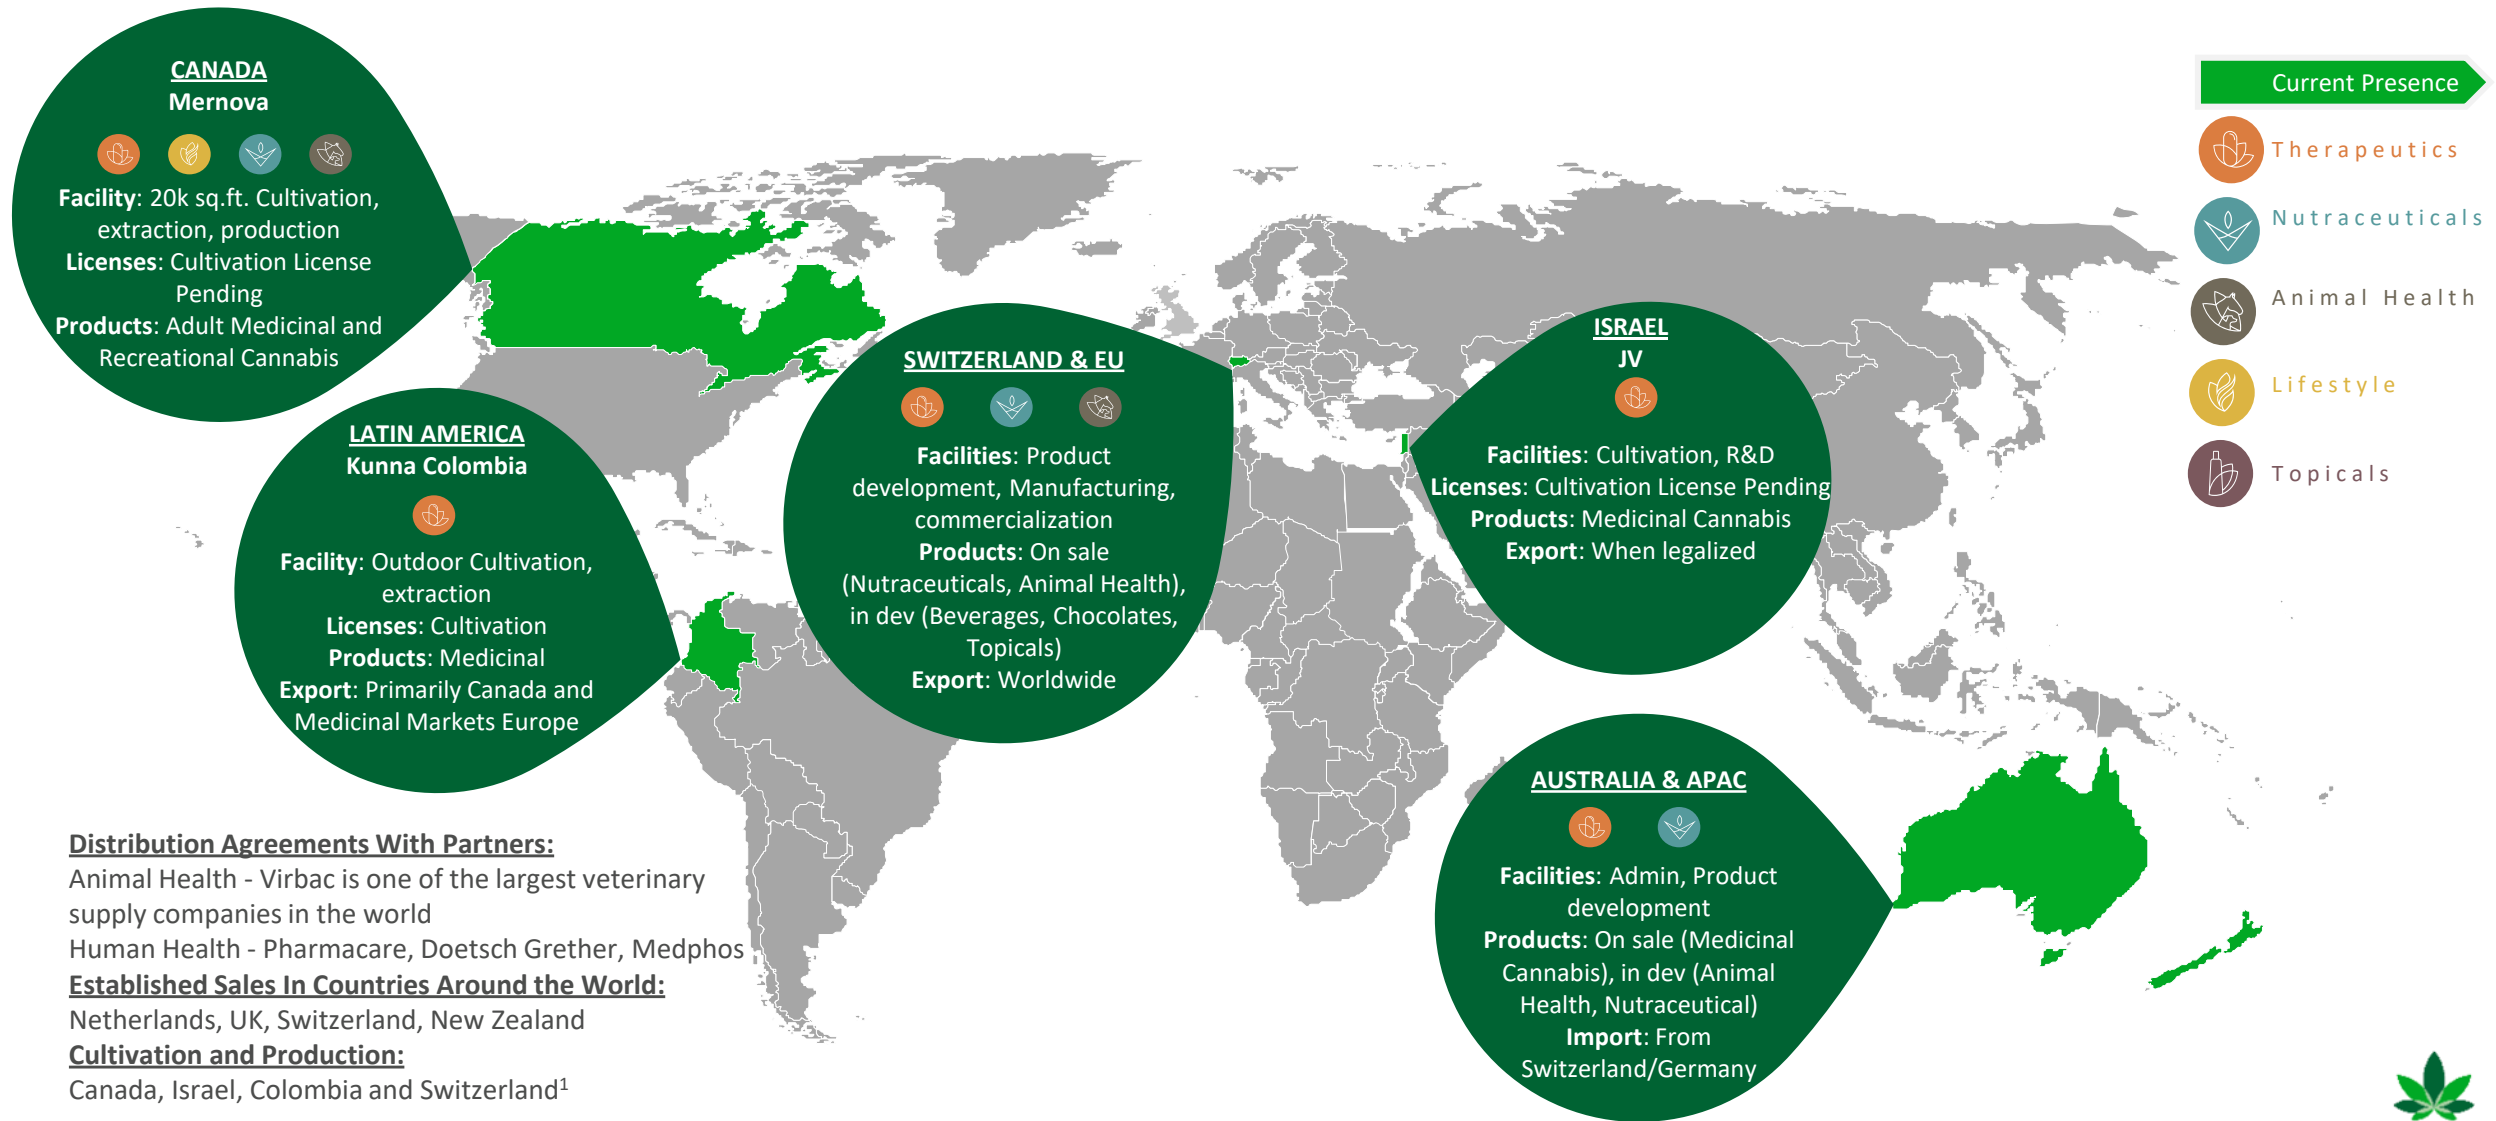 CANADA
Mernova
Facility: 20k sq.ft. Cultivation,
extraction, production
Licenses: Cultivation License
Pending
Products: Adult Medicinal and
Recreational Cannabis
LATIN AMERICA
Kunna Colombia
Facility: Outdoor Cultivation,
extraction
Licenses: Cultivation
Products: Medicinal
Export: Primarily Canada and
Medicinal Markets Europe
SWITZERLAND & EU
Facilities: Product
development, Manufacturing,
commercialization
Products: On sale
(Nutraceuticals, Animal Health),
in dev (Beverages, Chocolates,
Topicals)
Export: Worldwide
ISRAEL
JV
Facilities: Cultivation, R&D
Licenses: Cultivation License Pending
Products: Medicinal Cannabis
Export: When legalized
AUSTRALIA & APAC
Facilities: Admin, Product
development
Products: On sale (Medicinal
Cannabis), in dev (Animal
Health, Nutraceutical)
Import: From
Switzerland/Germany
Current Presence
Therapeutics
Nutraceuticals
Animal Health
Lifestyle
Topicals
Distribution Agreements With Partners:
Animal Health - Virbac is one of the largest veterinary
supply companies in the world
Human Health - Pharmacare, Doetsch Grether, Medphos
Established Sales In Countries Around the World:
Netherlands, UK, Switzerland, New Zealand
Cultivation and Production:
Canada, Israel, Colombia and Switzerland¹